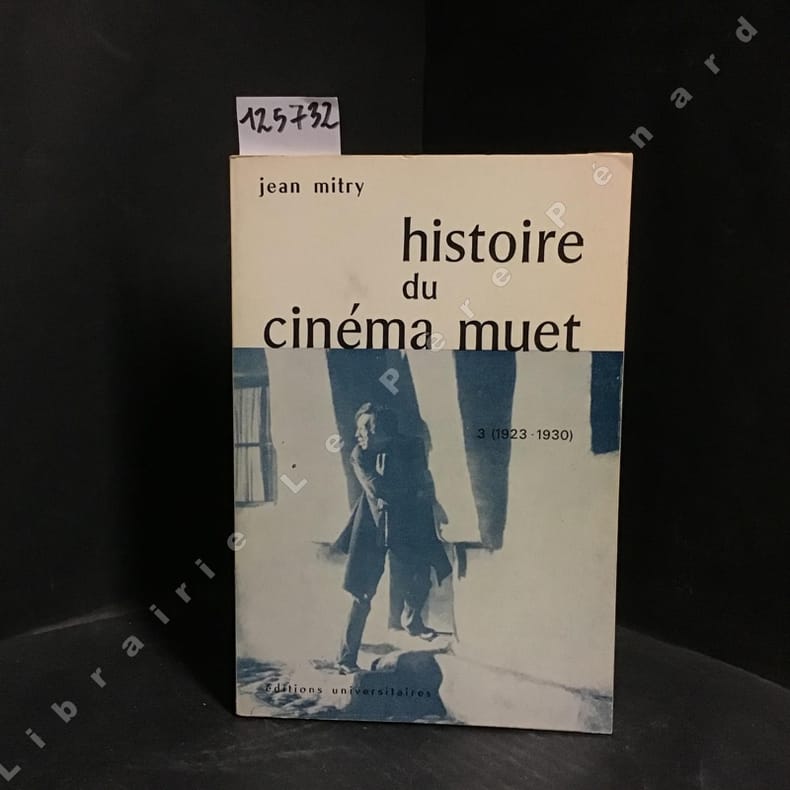 125732
jean mitry
histoire
du
cinéma muet
3 (1923-1930)
éditions universitaires
Librairie Le Père Pénard